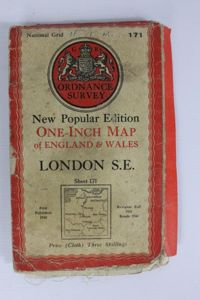 National Grid
171
ORDNANCE
SURVEY
New Popular Edition
ONE-INCH MAP
of ENGLAND & WALES
LONDON S.E.
Sheet 171
Price (Cloth) Three Shillings